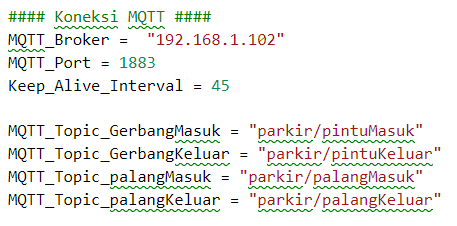 #### Koneksi MQTT ####
MQTT_Broker =  "192.168.1.102"
MQTT_Port = 1883
Keep_Alive_Interval = 45
MQTT_Topic_GerbangMasuk = "parkir/pintuMasuk"
MQTT_Topic_GerbangKeluar = "parkir/pintuKeluar"
MQTT_Topic_palangMasuk = "parkir/palangMasuk"
MQTT_Topic_palangKeluar = "parkir/palangKeluar"